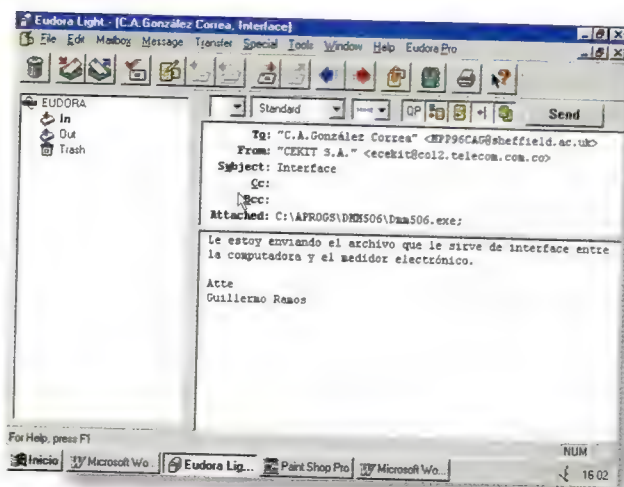 Eudora Light - [C.A.González Correa, Interface]
File Edit Mailbox Message Transfer Special Tools Window Help Eudora Pro
EUDORA
In
Out
Trash
Standard QP Send
To: "C.A.González Correa" <MPP96CAG@sheffield.ac.uk>
From: "CEKIT S.A." <ecekit@col2.telecom.com.co>
Subject: Interface
Cc:
Bcc:
Attached: C:\APROGS\DMM506\Dmm506.exe;
Le estoy enviando el archivo que le sirve de interface entre
la computadora y el medidor electrónico.
Atte
Guillermo Ramos
For Help, press F1
NUM
Inicio Microsoft Wo... Eudora Lig... Paint Shop Pro Microsoft Wo... 16:02